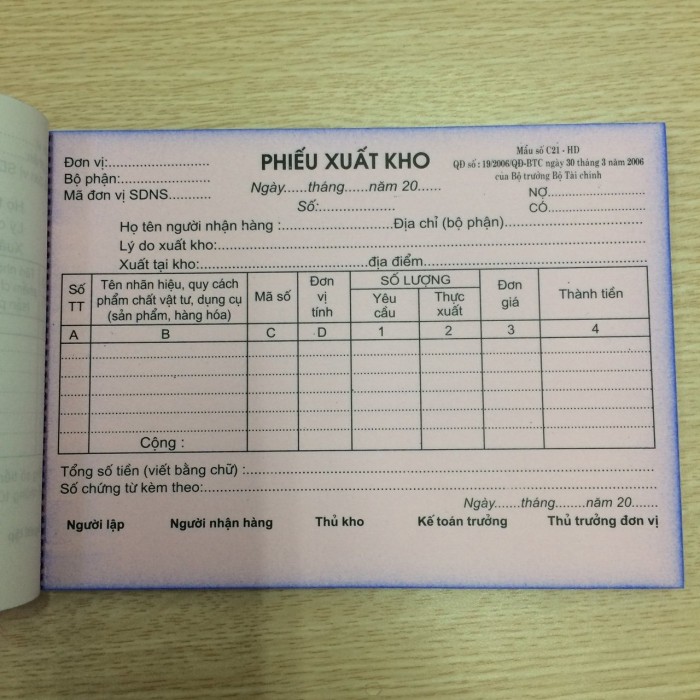 Đơn vị:............................
Bộ phận:.........................
Mã đơn vị SDNS...........
PHIẾU XUẤT KHO
Ngày......tháng......năm 20......
Số:....................
Mẫu số C21 - HD
QĐ số : 19/2006/QĐ-BTC ngày 30 tháng 3 năm 2006
của Bộ trưởng Bộ Tài chính
NỢ............................
CÓ............................
Họ tên người nhận hàng :............................Địa chỉ (bộ phận)...................................
Lý do xuất kho:........................................................................................................
Xuất tại kho:............................................địa điểm.....................................................
Số TT
Tên nhãn hiệu, quy cách phẩm chất vật tư, dụng cụ (sản phẩm, hàng hóa)
Mã số
Đơn vị tính
SỐ LƯỢNG
Yêu cầu
Thực xuất
Đơn giá
Thành tiền
A B C D 1 2 3 4
Cộng :
Tổng số tiền (viết bằng chữ) :..............................................................................................
Số chứng từ kèm theo:........................................................................................................
Ngày.......tháng........năm 20.......
Người lập Người nhận hàng Thủ kho Kế toán trưởng Thủ trưởng đơn vị